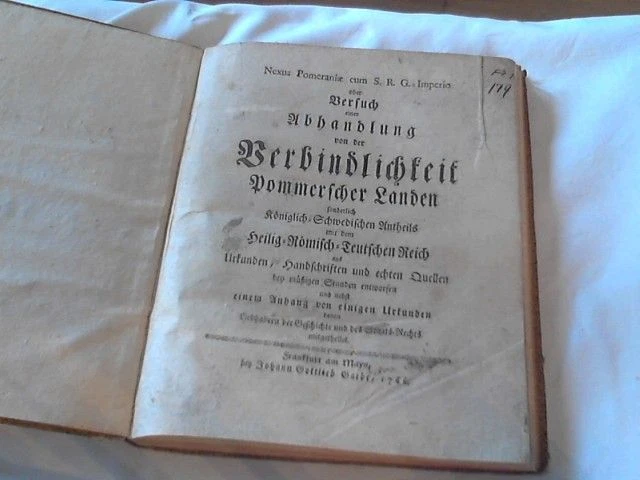 Nexus Pomeraniæ cum S. R. G. Imperio
oder
Versuch
einer
Abhandlung
von der
Verbindlichkeit
Pommerscher Landen
sonderlich
Königlich-Schwedischen Antheils
mit dem
Heilig-Römisch-Teutschen Reich
aus
Urkunden, Handschriften und echten Quellen
bey müßigen Stunden entworfen
und nebst
einem Anhang von einigen Urkunden
denen
Liebhabern der Geschichte und des Staats-Rechts
mitgetheilet.
Frankfurt am Mayn,
bey Johann Gottlieb
179